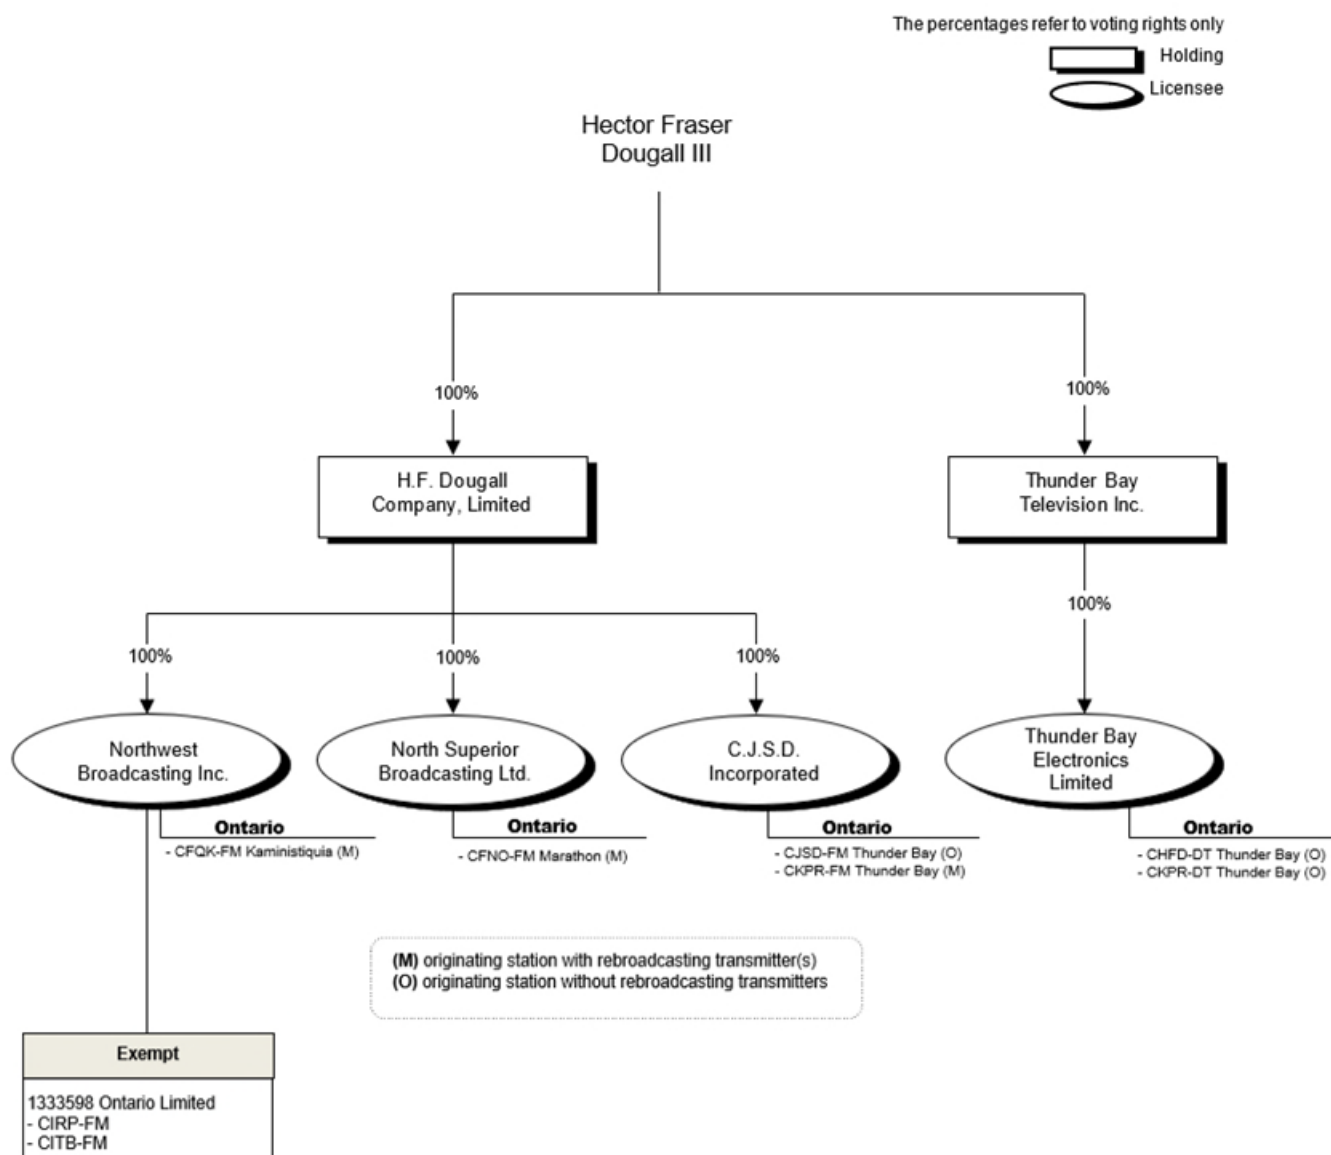 The percentages refer to voting rights only
Holding
Licensee
Hector Fraser
Dougall III
100%
100%
H.F. Dougall
Company, Limited
Thunder Bay
Television Inc.
100%
100%
100%
100%
Northwest
Broadcasting Inc.
North Superior
Broadcasting Ltd.
C.J.S.D.
Incorporated
Thunder Bay
Electronics
Limited
Ontario
- CFQK-FM Kaministiquia (M)
Ontario
- CFNO-FM Marathon (M)
Ontario
- CJSD-FM Thunder Bay (O)
- CKPR-FM Thunder Bay (M)
Ontario
- CHFD-DT Thunder Bay (O)
- CKPR-DT Thunder Bay (O)
(M) originating station with rebroadcasting transmitter(s)
(O) originating station without rebroadcasting transmitters
Exempt
1333598 Ontario Limited
- CIRP-FM
- CITB-FM